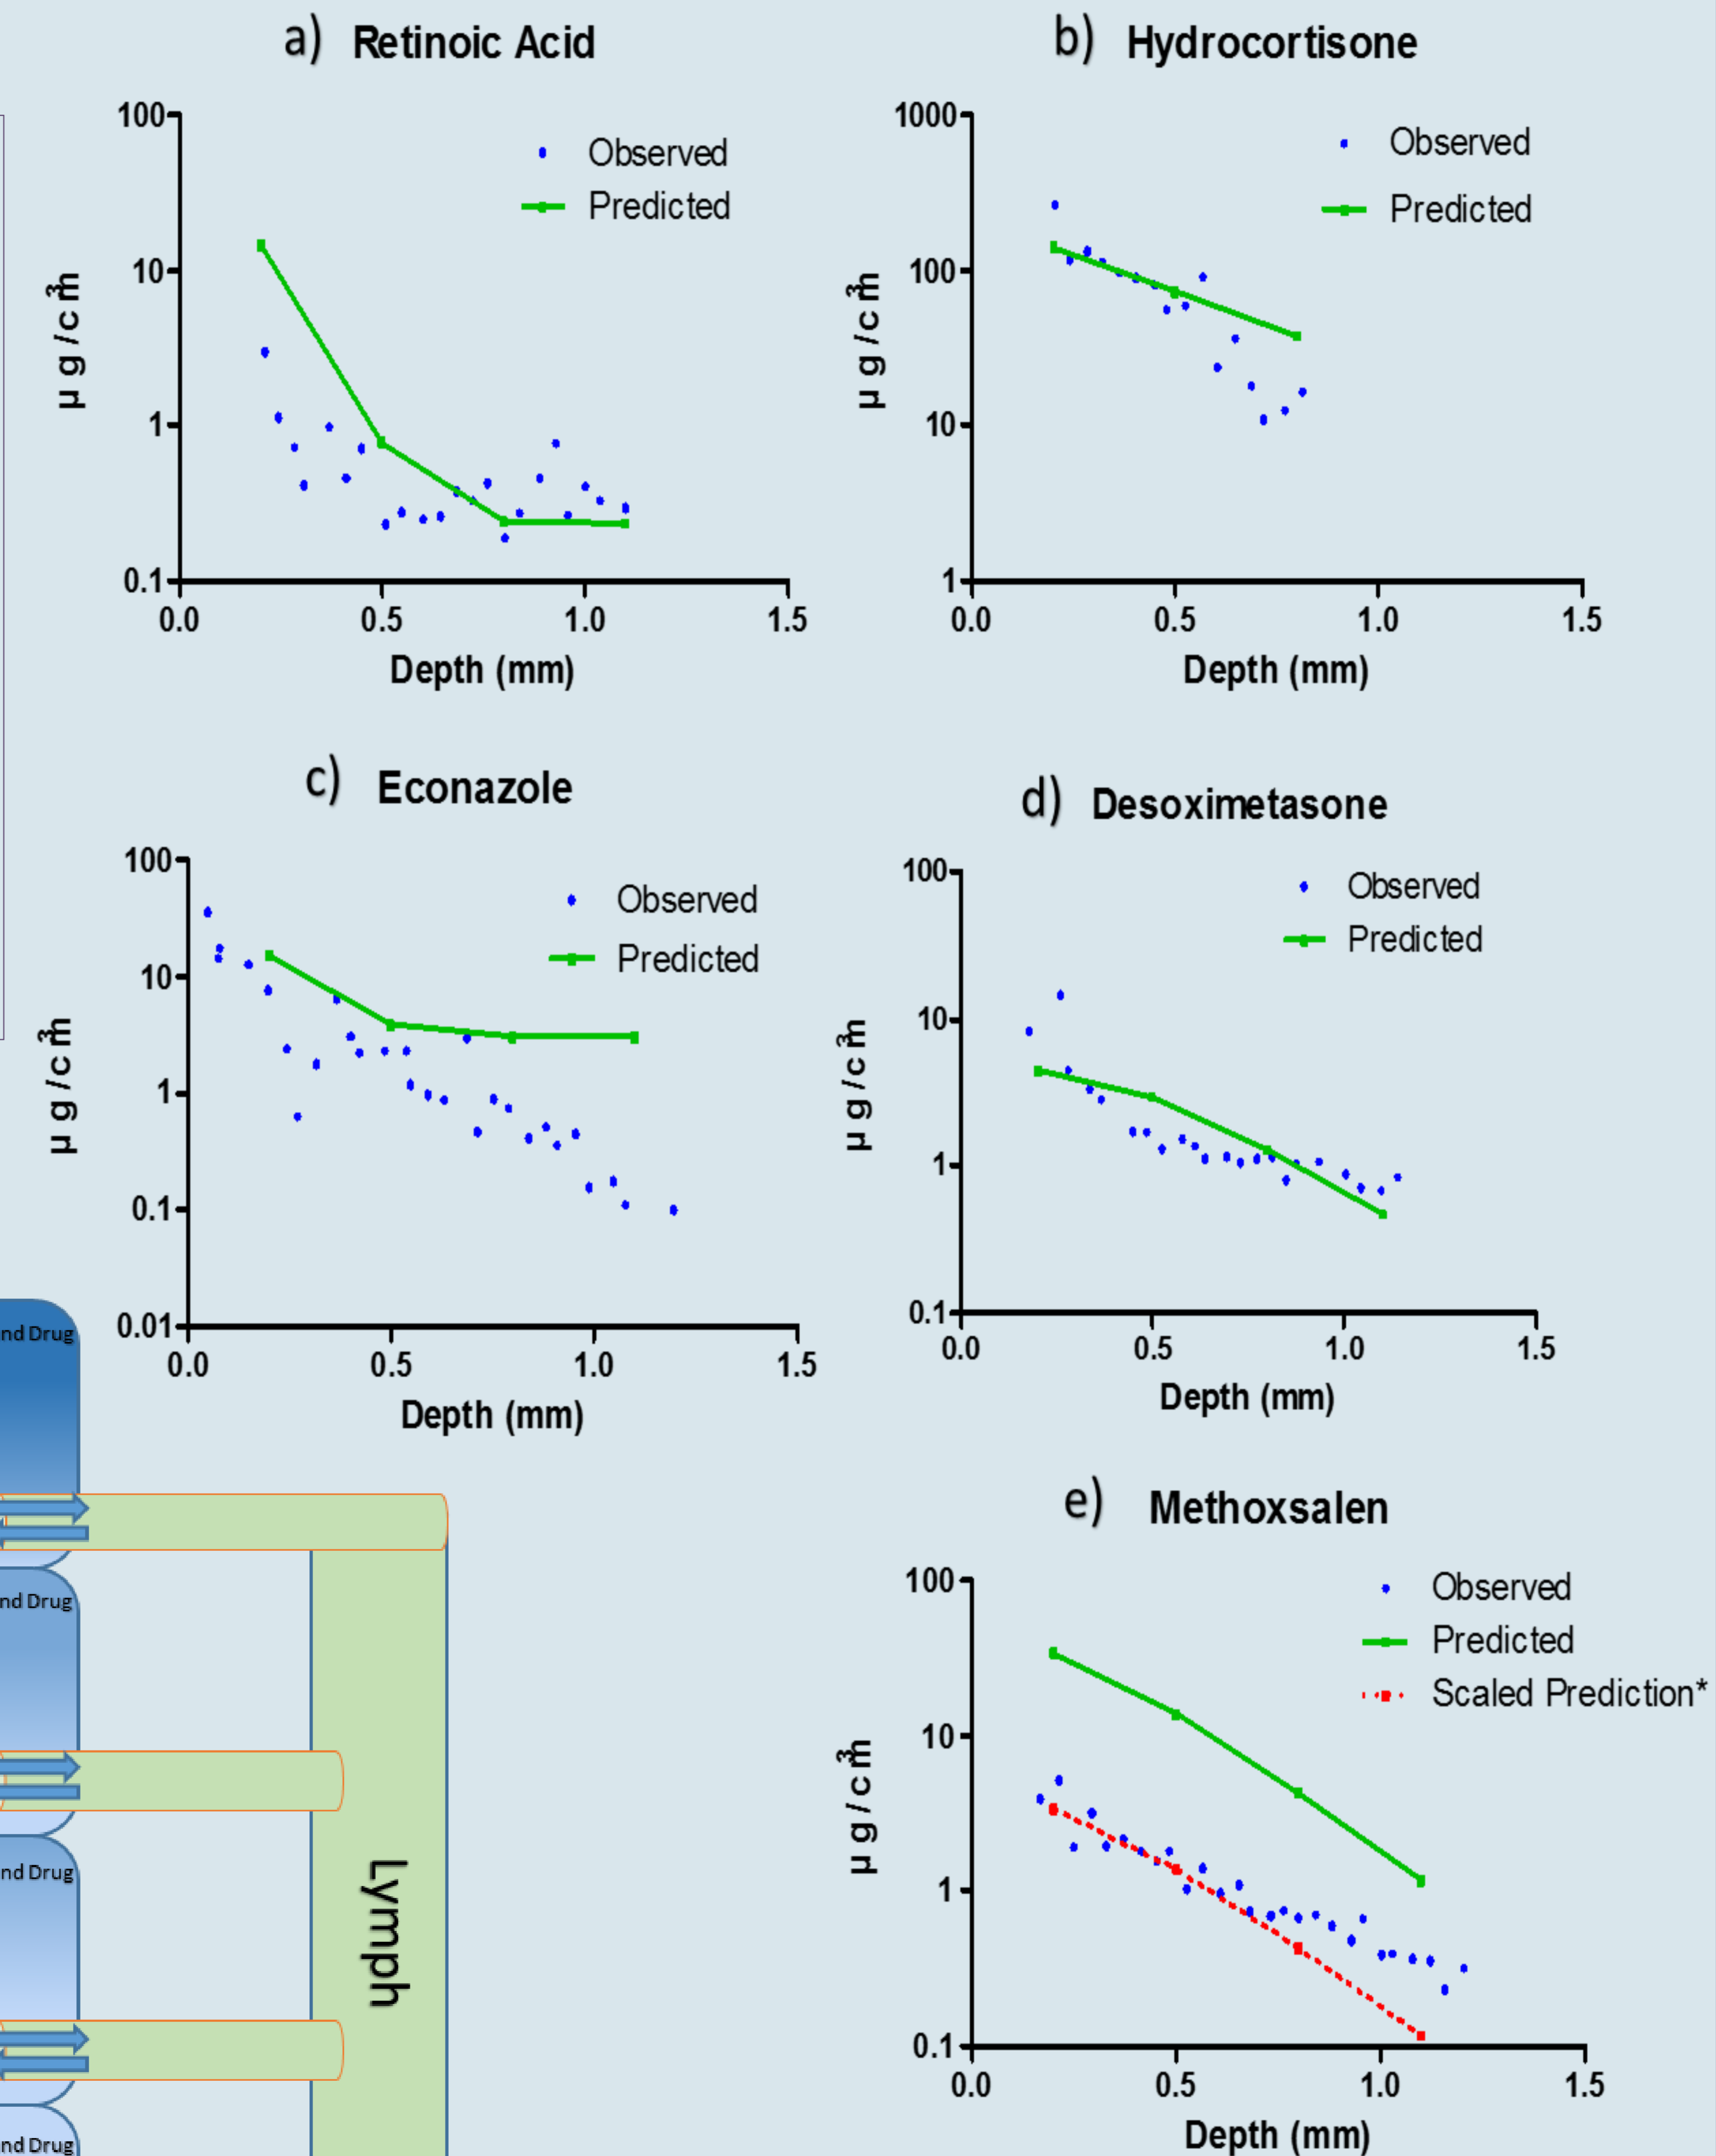 a) Retinoic Acid
100
10
1
0.1
µg/cm³
Observed
Predicted
0.0 0.5 1.0 1.5
Depth (mm)
b) Hydrocortisone
1000
100
10
1
µg/cm³
Observed
Predicted
0.0 0.5 1.0 1.5
Depth (mm)
c) Econazole
100
10
1
0.1
0.01
µg/cm³
Observed
Predicted
0.0 0.5 1.0 1.5
Depth (mm)
d) Desoximetasone
100
10
1
0.1
µg/cm³
Observed
Predicted
0.0 0.5 1.0 1.5
Depth (mm)
nd Drug
nd Drug
nd Drug
nd Drug
Lymph
e) Methoxsalen
100
10
1
0.1
µg/cm³
Observed
Predicted
Scaled Prediction*
0.0 0.5 1.0 1.5
Depth (mm)